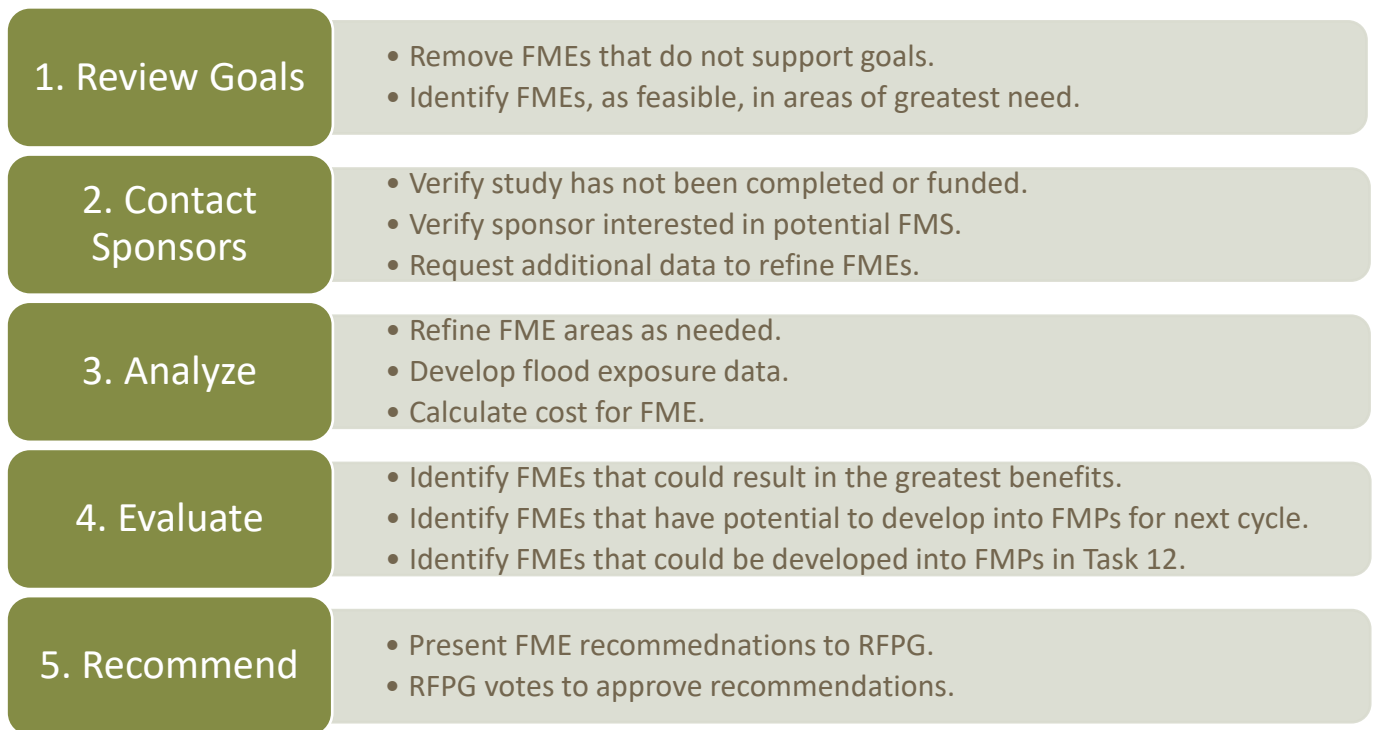 1. Review Goals
• Remove FMEs that do not support goals.
• Identify FMEs, as feasible, in areas of greatest need.
2. Contact
Sponsors
• Verify study has not been completed or funded.
• Verify sponsor interested in potential FMS.
• Request additional data to refine FMEs.
3. Analyze
• Refine FME areas as needed.
• Develop flood exposure data.
• Calculate cost for FME.
4. Evaluate
• Identify FMEs that could result in the greatest benefits.
• Identify FMEs that have potential to develop into FMPs for next cycle.
• Identify FMEs that could be developed into FMPs in Task 12.
5. Recommend
• Present FME recommednations to RFPG.
• RFPG votes to approve recommendations.